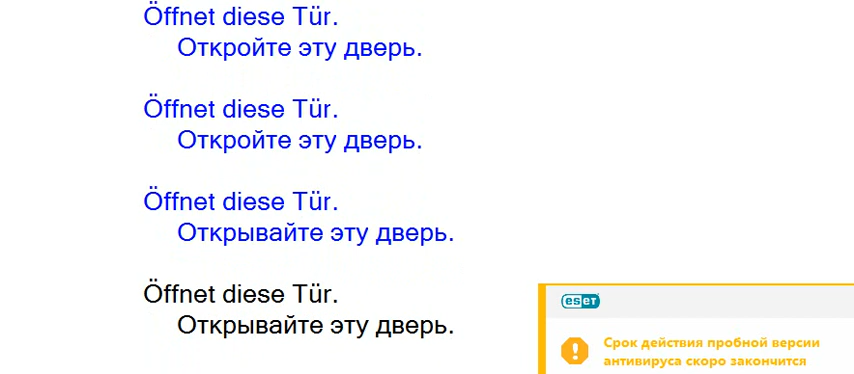 Öffnet diese Tür.
Откройте эту дверь.
Öffnet diese Tür.
Откройте эту дверь.
Öffnet diese Tür.
Открывайте эту дверь.
Öffnet diese Tür.
Открывайте эту дверь.
eset
Срок действия пробной версии
антивируса скоро закончится